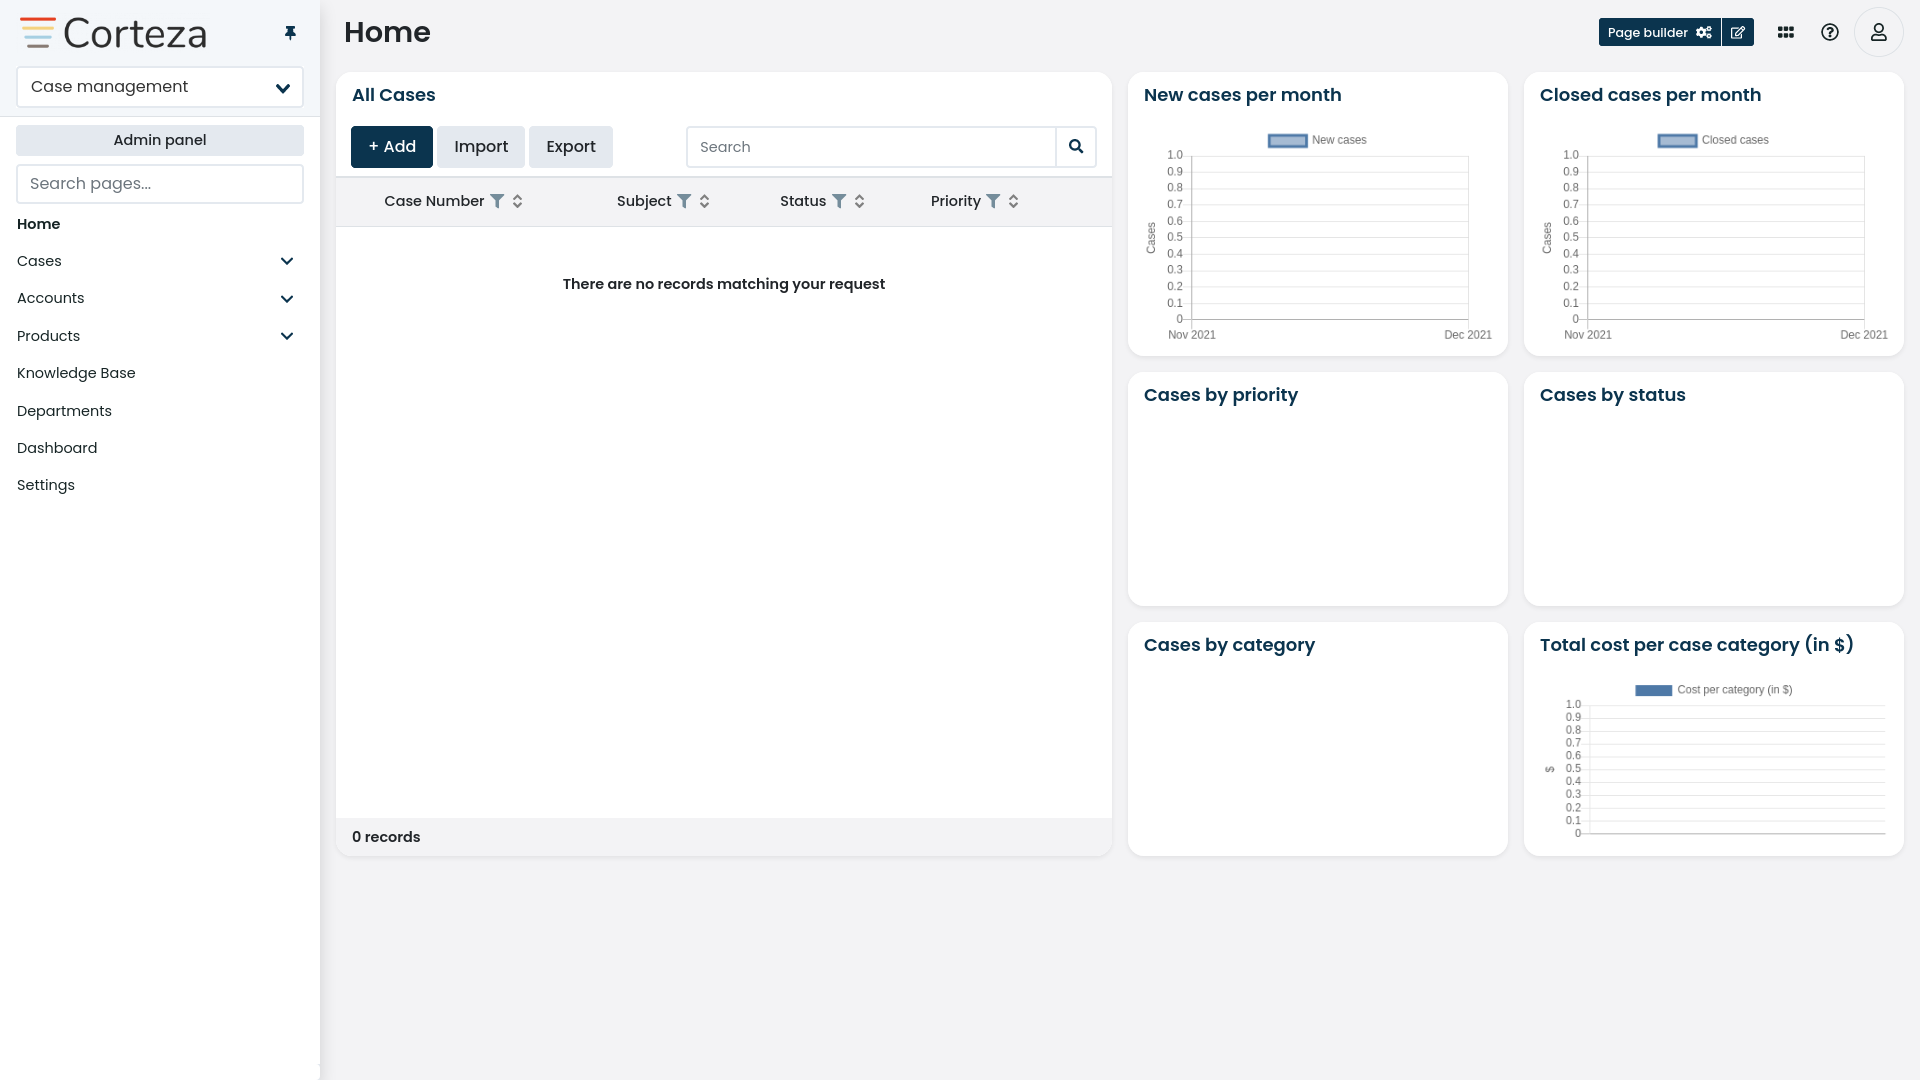 Corteza
Case management
Admin panel
Search pages...
Home
Cases
Accounts
Products
Knowledge Base
Departments
Dashboard
Settings
Home
Page builder
All Cases
+ Add
Import
Export
Search
Case Number
Subject
Status
Priority
There are no records matching your request
0 records
New cases per month
New cases
Cases
1.0
0.9
0.8
0.7
0.6
0.5
0.4
0.3
0.2
0.1
0
Nov 2021
Dec 2021
Closed cases per month
Closed cases
Cases
1.0
0.9
0.8
0.7
0.6
0.5
0.4
0.3
0.2
0.1
0
Nov 2021
Dec 2021
Cases by priority
Cases by status
Cases by category
Total cost per case category (in $)
Cost per category (in $)
$
1.0
0.9
0.8
0.7
0.6
0.5
0.4
0.3
0.2
0.1
0